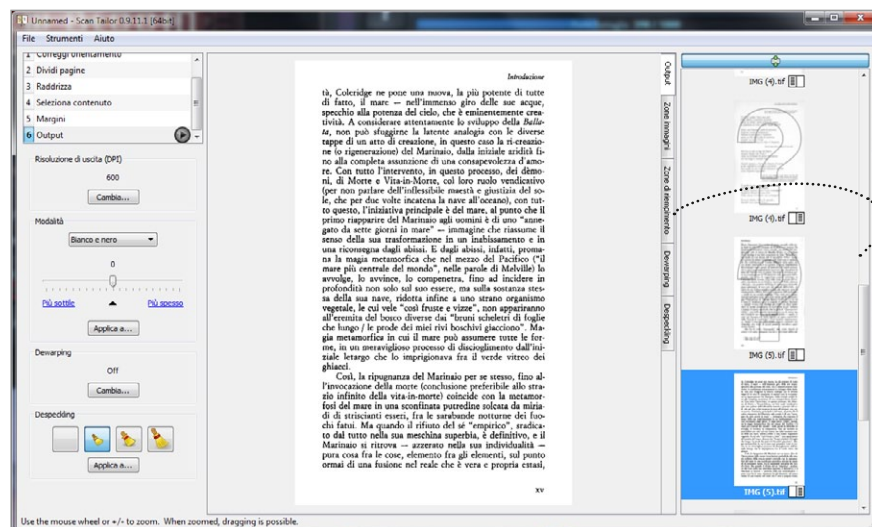 Unnamed - Scan Tailor 0.9.11.1 [64bit]
File Strumenti Aiuto
1 Correggi orientamento
2 Dividi pagine
3 Raddrizza
4 Seleziona contenuto
5 Margini
6 Output
Risoluzione di uscita (DPI)
600
Cambia...
Modalità
Bianco e nero
0
Più sottile
Più spesso
Applica a...
Dewarping
Off
Cambia...
Despeckling
Applica a...
Introduzione
tà, Coleridge ne pone una nuova, la più potente di tutte
di fatto, il mare — nell'immenso giro delle sue acque,
specchio alla potenza del cielo, che è eminentemente crea-
tività. A considerare attentamente lo sviluppo della Balla-
ta, non può sfuggirne la latente analogia con le diverse
tappe di un atto di creazione, in questo caso la ri-creazio-
ne (o rigenerazione) del Marinaio, dalla iniziale aridità fi-
no alla completa assunzione di una consapevolezza d'amo-
re. Con tutto l'intervento, in questo processo, dei dèmo-
ni, di Morte e Vita-in-Morte, col loro ruolo vendicativo
(per non parlare dell'inflessibile maestà e giustizia del so-
le, che per due volte incatena la nave all'oceano), con tut-
to questo, l'iniziativa principale è del mare, al punto che il
primo riapparire del Marinaio agli uomini è di uno "anne-
gato da sette giorni in mare" — immagine che riassume il
senso della sua trasformazione in un inabissamento e in
una riconsegna dagli abissi. E dagli abissi, infatti, proma-
na la magia metamorfica che nel mezzo del Pacifico ("il
mare più centrale del mondo", nelle parole di Melville) lo
avvolge, lo avvince, lo compenetra, fino ad incidere in
profondità non solo sul suo essere, ma sulla sostanza stes-
sa della sua nave, ridotta infine a uno strano organismo
vegetale, le cui vele "così fruste e vizze", non appariranno
all'eremita del bosco diverse dai "bruni scheletri di foglie
che lungo / le prode dei miei rivi boschivi giacciono". Ma-
gia metamorfica in cui il mare può assumere tutte le for-
me, in un meraviglioso processo di discioglimento dall'ini-
ziale letargo che lo imprigionava fra il verde vitreo dei
ghiacci.
Così, la ripugnanza del Marinaio per se stesso, fino al-
l'invocazione della morte (conclusione preferibile allo stra-
zio infinito della vita-in-morte) coincide con la metamor-
fosi del mare in una sconfinata putredine solcata da miria-
di di striscianti esseri, fra le sarabande notturne dei fuo-
chi fatui. Ma quando il rifiuto del sé "empirico", sradica-
to dal tutto nella sua meschina superbia, è definitivo, e il
Marinaio si ritrova — azzerato nella sua individualità —
pura cosa fra le cose, elemento fra gli elementi, sul punto
ormai di una fusione nel reale che è vera e propria estasi,
XV
Output
Zone immagini
Zone di riempimento
Dewarping
Despeckling
IMG (4).tif
IMG (4).tif
IMG (5).tif
IMG (5).tif
Use the mouse wheel or +/- to zoom. When zoomed, dragging is possible.